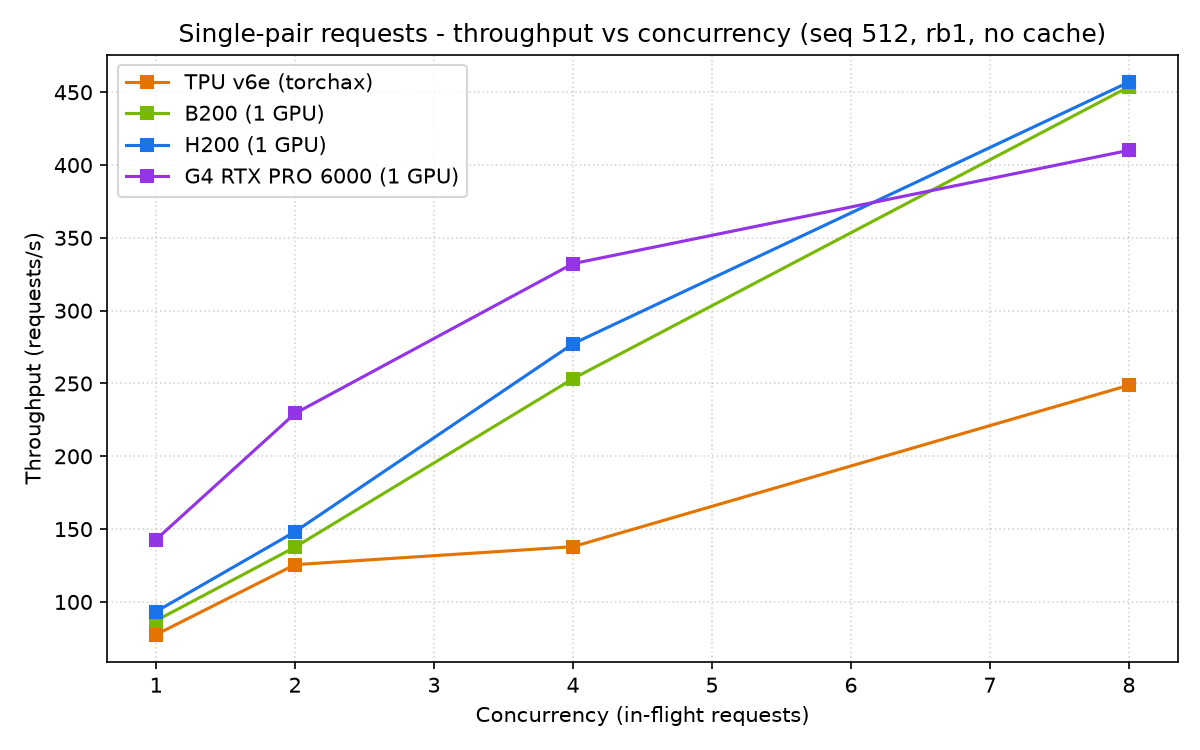 Single-pair requests - throughput vs concurrency (seq 512, rb1, no cache)
TPU v6e (torchax)
B200 (1 GPU)
H200 (1 GPU)
G4 RTX PRO 6000 (1 GPU)
Throughput (requests/s)
450
400
350
300
250
200
150
100
1 2 3 4 5 6 7 8
Concurrency (in-flight requests)